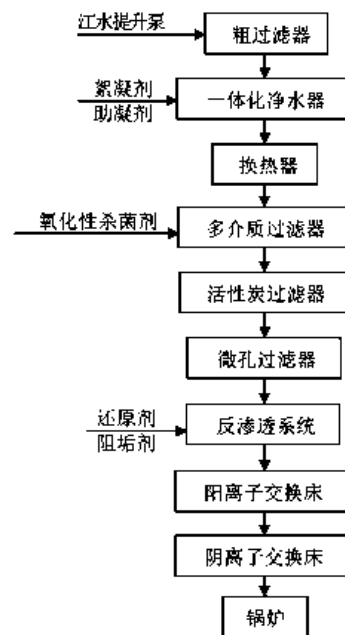 江水提升泵
粗过滤器
絮凝剂
助凝剂
一体化净水器
换热器
氧化性杀菌剂
多介质过滤器
活性炭过滤器
微孔过滤器
还原剂
阻垢剂
反渗透系统
阳离子交换床
阴离子交换床
锅炉